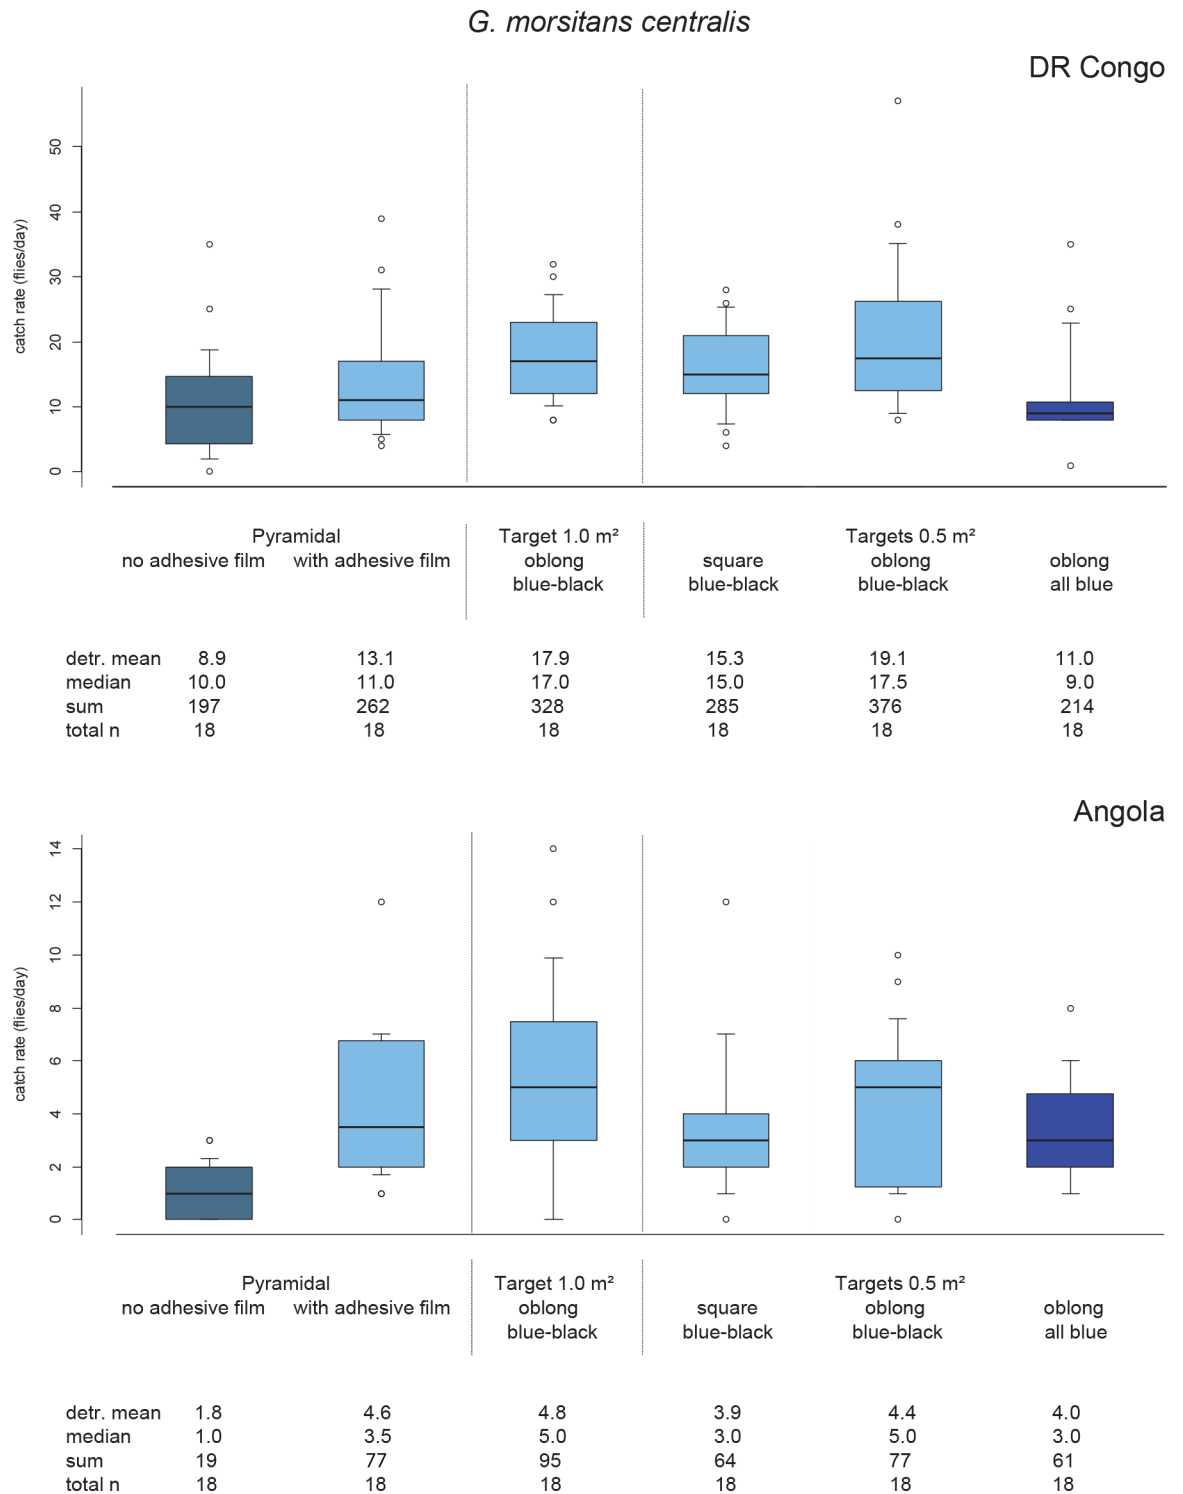 G. morsitans centralis
DR Congo
catch rate (flies/day)
50
40
30
20
10
0
Pyramidal Target 1.0 m² Targets 0.5 m²
no adhesive film with adhesive film oblong square oblong oblong
blue-black blue-black blue-black all blue
detr. mean 8.9 13.1 17.9 15.3 19.1 11.0
median 10.0 11.0 17.0 15.0 17.5 9.0
sum 197 262 328 285 376 214
total n 18 18 18 18 18 18
Angola
catch rate (flies/day)
14
12
10
8
6
4
2
0
Pyramidal Target 1.0 m² Targets 0.5 m²
no adhesive film with adhesive film oblong square oblong oblong
blue-black blue-black blue-black all blue
detr. mean 1.8 4.6 4.8 3.9 4.4 4.0
median 1.0 3.5 5.0 3.0 5.0 3.0
sum 19 77 95 64 77 61
total n 18 18 18 18 18 18